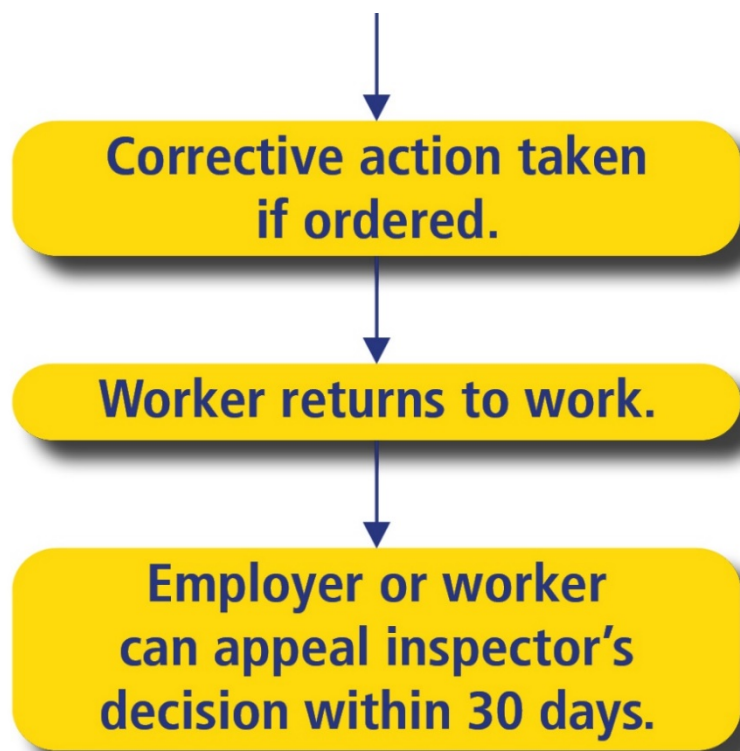 Corrective action taken
if ordered.
Worker returns to work.
Employer or worker
can appeal inspector’s
decision within 30 days.